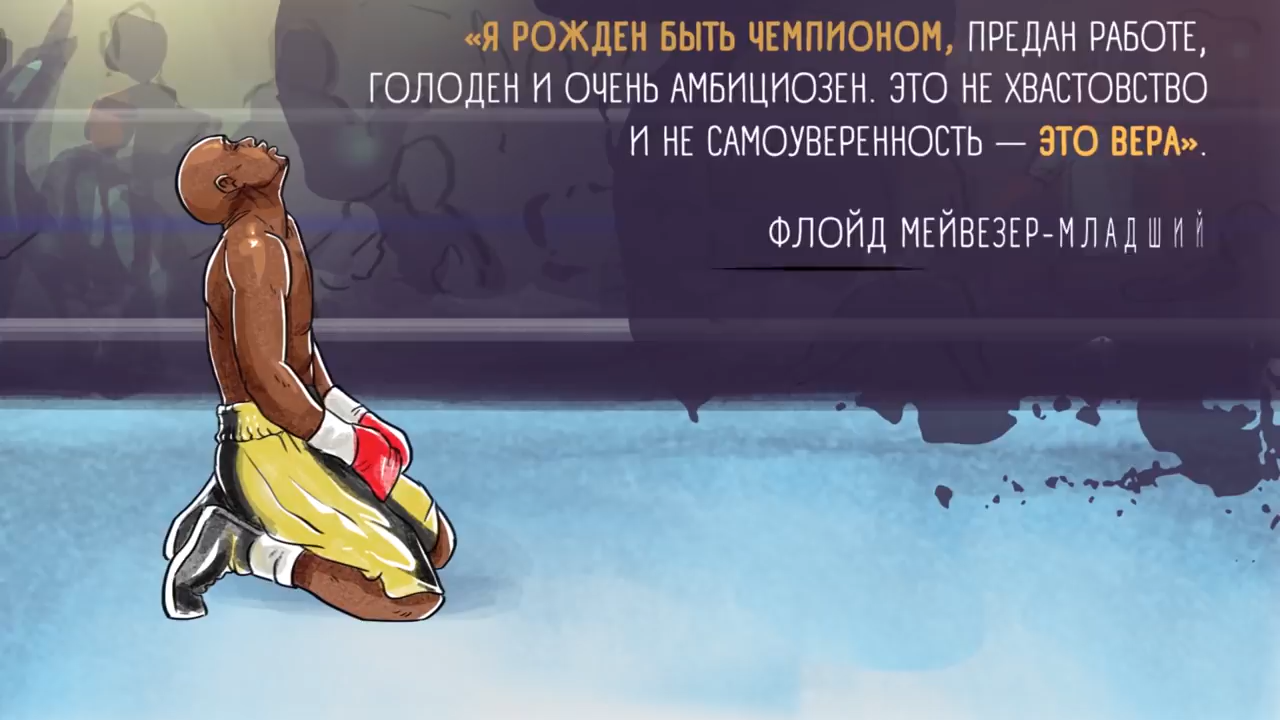 «Я РОЖДЕН БЫТЬ ЧЕМПИОНОМ, ПРЕДАН РАБОТЕ,
ГОЛОДЕН И ОЧЕНЬ АМБИЦИОЗЕН. ЭТО НЕ ХВАСТОВСТВО
И НЕ САМОУВЕРЕННОСТЬ — ЭТО ВЕРА».
ФЛОЙД МЕЙВЕЗЕР-МЛАДШИЙ